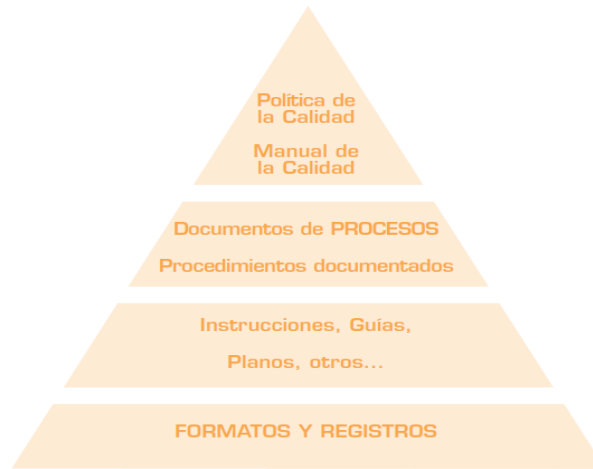 Política de
la Calidad
Manual de
la Calidad
Documentos de PROCESOS
Procedimientos documentados
Instrucciones, Guías,
Planos, otros...
FORMATOS Y REGISTROS